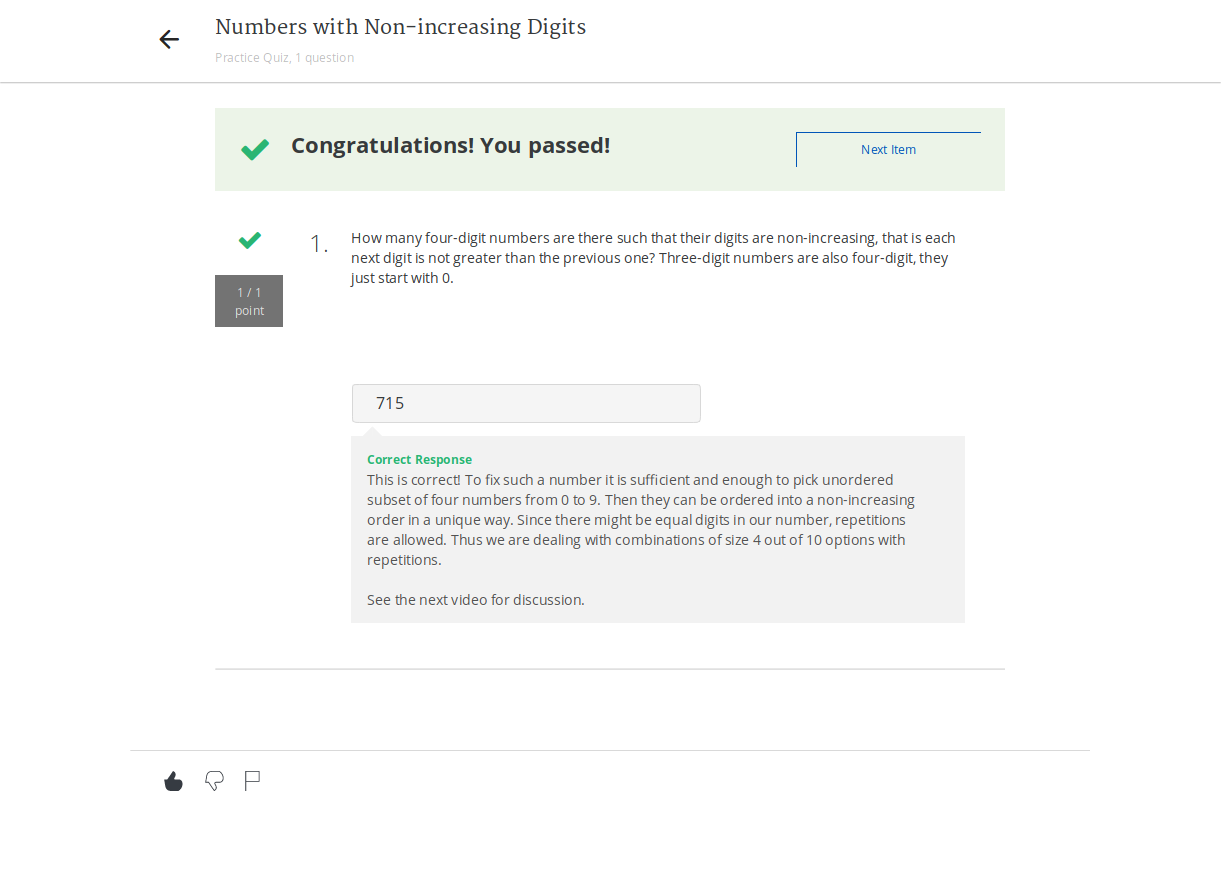 Numbers with Non-increasing Digits
Practice Quiz, 1 question
Congratulations! You passed!
Next Item
1.
How many four-digit numbers are there such that their digits are non-increasing, that is each
next digit is not greater than the previous one? Three-digit numbers are also four-digit, they
just start with 0.
1 / 1
point
715
Correct Response
This is correct! To fix such a number it is sufficient and enough to pick unordered
subset of four numbers from 0 to 9. Then they can be ordered into a non-increasing
order in a unique way. Since there might be equal digits in our number, repetitions
are allowed. Thus we are dealing with combinations of size 4 out of 10 options with
repetitions.
See the next video for discussion.